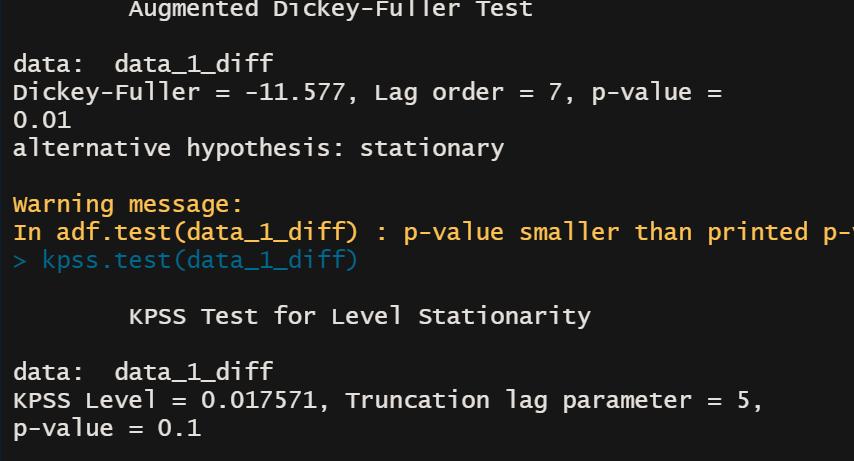 Augmented Dickey-Fuller Test
data:  data_1_diff
Dickey-Fuller = -11.577, Lag order = 7, p-value =
0.01
alternative hypothesis: stationary
Warning message:
In adf.test(data_1_diff) : p-value smaller than printed p-
> kpss.test(data_1_diff)
KPSS Test for Level Stationarity
data:  data_1_diff
KPSS Level = 0.017571, Truncation lag parameter = 5,
p-value = 0.1